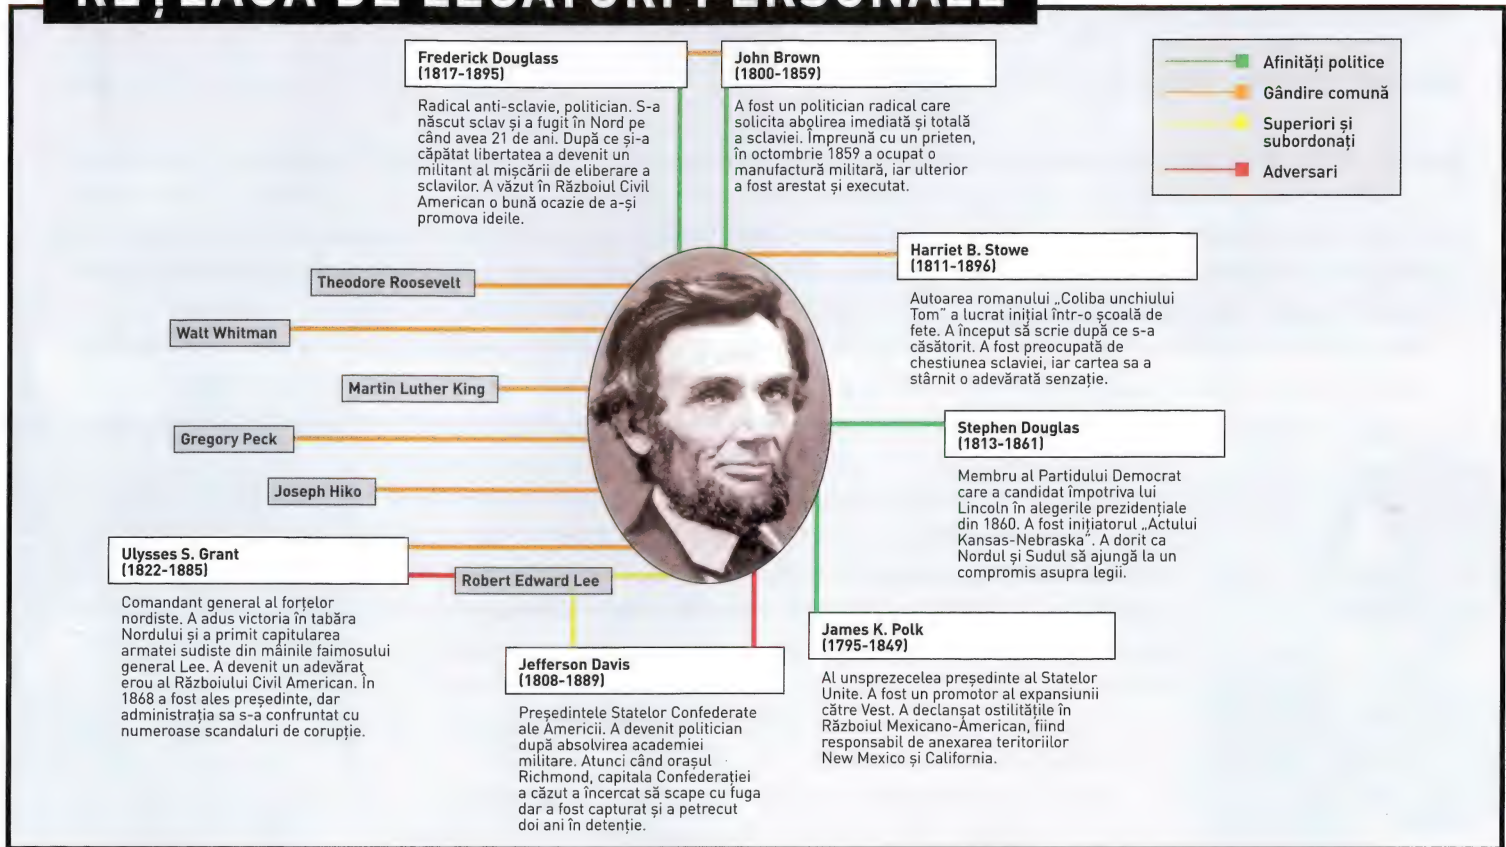 REȚEAUA DE LEGĂTURI PERSONALE
Frederick Douglass
(1817-1895)
Radical anti-sclavie, politician. S-a
născut sclav și a fugit în Nord pe
când avea 21 de ani. După ce și-a
căpătat libertatea a devenit un
militant al mișcării de eliberare a
sclavilor. A văzut în Războiul Civil
American o bună ocazie de a-și
promova ideile.
John Brown
(1800-1859)
A fost un politician radical care
solicita abolirea imediată și totală
a sclaviei. Împreună cu un prieten,
în octombrie 1859 a ocupat o
manufactură militară, iar ulterior
a fost arestat și executat.
Afinități politice
Gândire comună
Superiori și
subordonați
Adversari
Harriet B. Stowe
(1811-1896)
Autoarea romanului „Coliba unchiului
Tom” a lucrat inițial într-o școală de
fete. A început să scrie după ce s-a
căsătorit. A fost preocupată de
chestiunea sclaviei, iar cartea sa a
stârnit o adevărată senzație.
Theodore Roosevelt
Walt Whitman
Martin Luther King
Gregory Peck
Joseph Hiko
Stephen Douglas
(1813-1861)
Membru al Partidului Democrat
care a candidat împotriva lui
Lincoln în alegerile prezidențiale
din 1860. A fost inițiatorul „Actului
Kansas-Nebraska”. A dorit ca
Nordul și Sudul să ajungă la un
compromis asupra legii.
Ulysses S. Grant
(1822-1885)
Comandant general al forțelor
nordiste. A adus victoria în tabăra
Nordului și a primit capitularea
armatei sudiste din mâinile faimosului
general Lee. A devenit un adevărat
erou al Războiului Civil American. În
1868 a fost ales președinte, dar
administrația sa s-a confruntat cu
numeroase scandaluri de corupție.
Robert Edward Lee
Jefferson Davis
(1808-1889)
Președintele Statelor Confederate
ale Americii. A devenit politician
după absolvirea academiei
militare. Atunci când orașul
Richmond, capitala Confederației
a căzut a încercat să scape cu fuga
dar a fost capturat și a petrecut
doi ani în detenție.
James K. Polk
(1795-1849)
Al unsprezecelea președinte al Statelor
Unite. A fost un promotor al expansiunii
către Vest. A declanșat ostilitățile în
Războiul Mexicano-American, fiind
responsabil de anexarea teritoriilor
New Mexico și California.